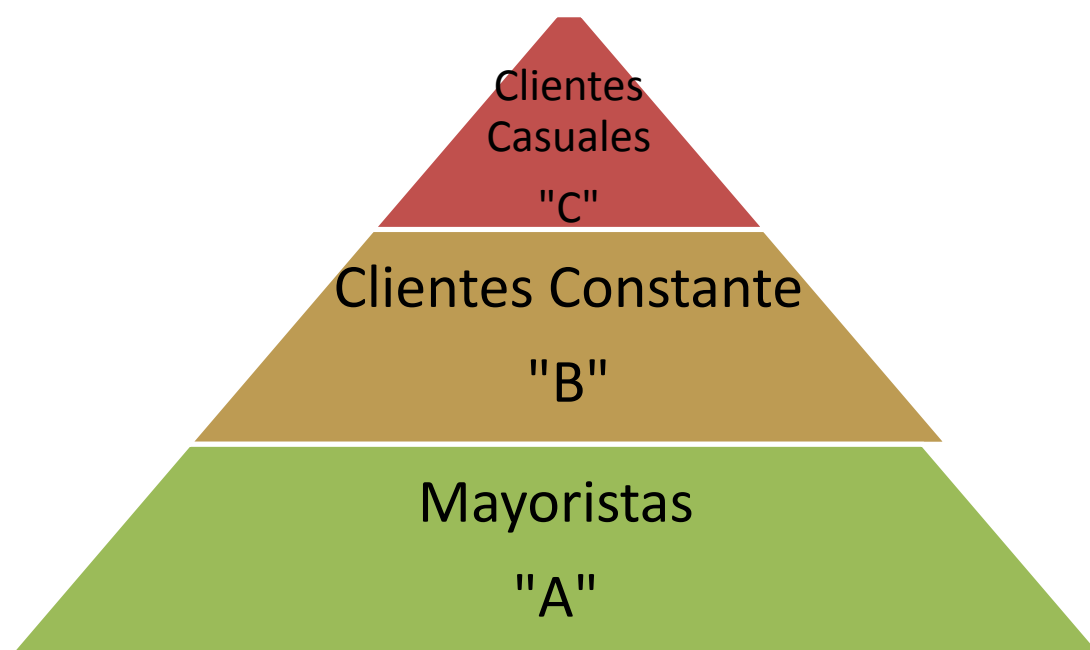 Clientes
Casuales
"C"
Clientes Constante
"B"
Mayoristas
"A"